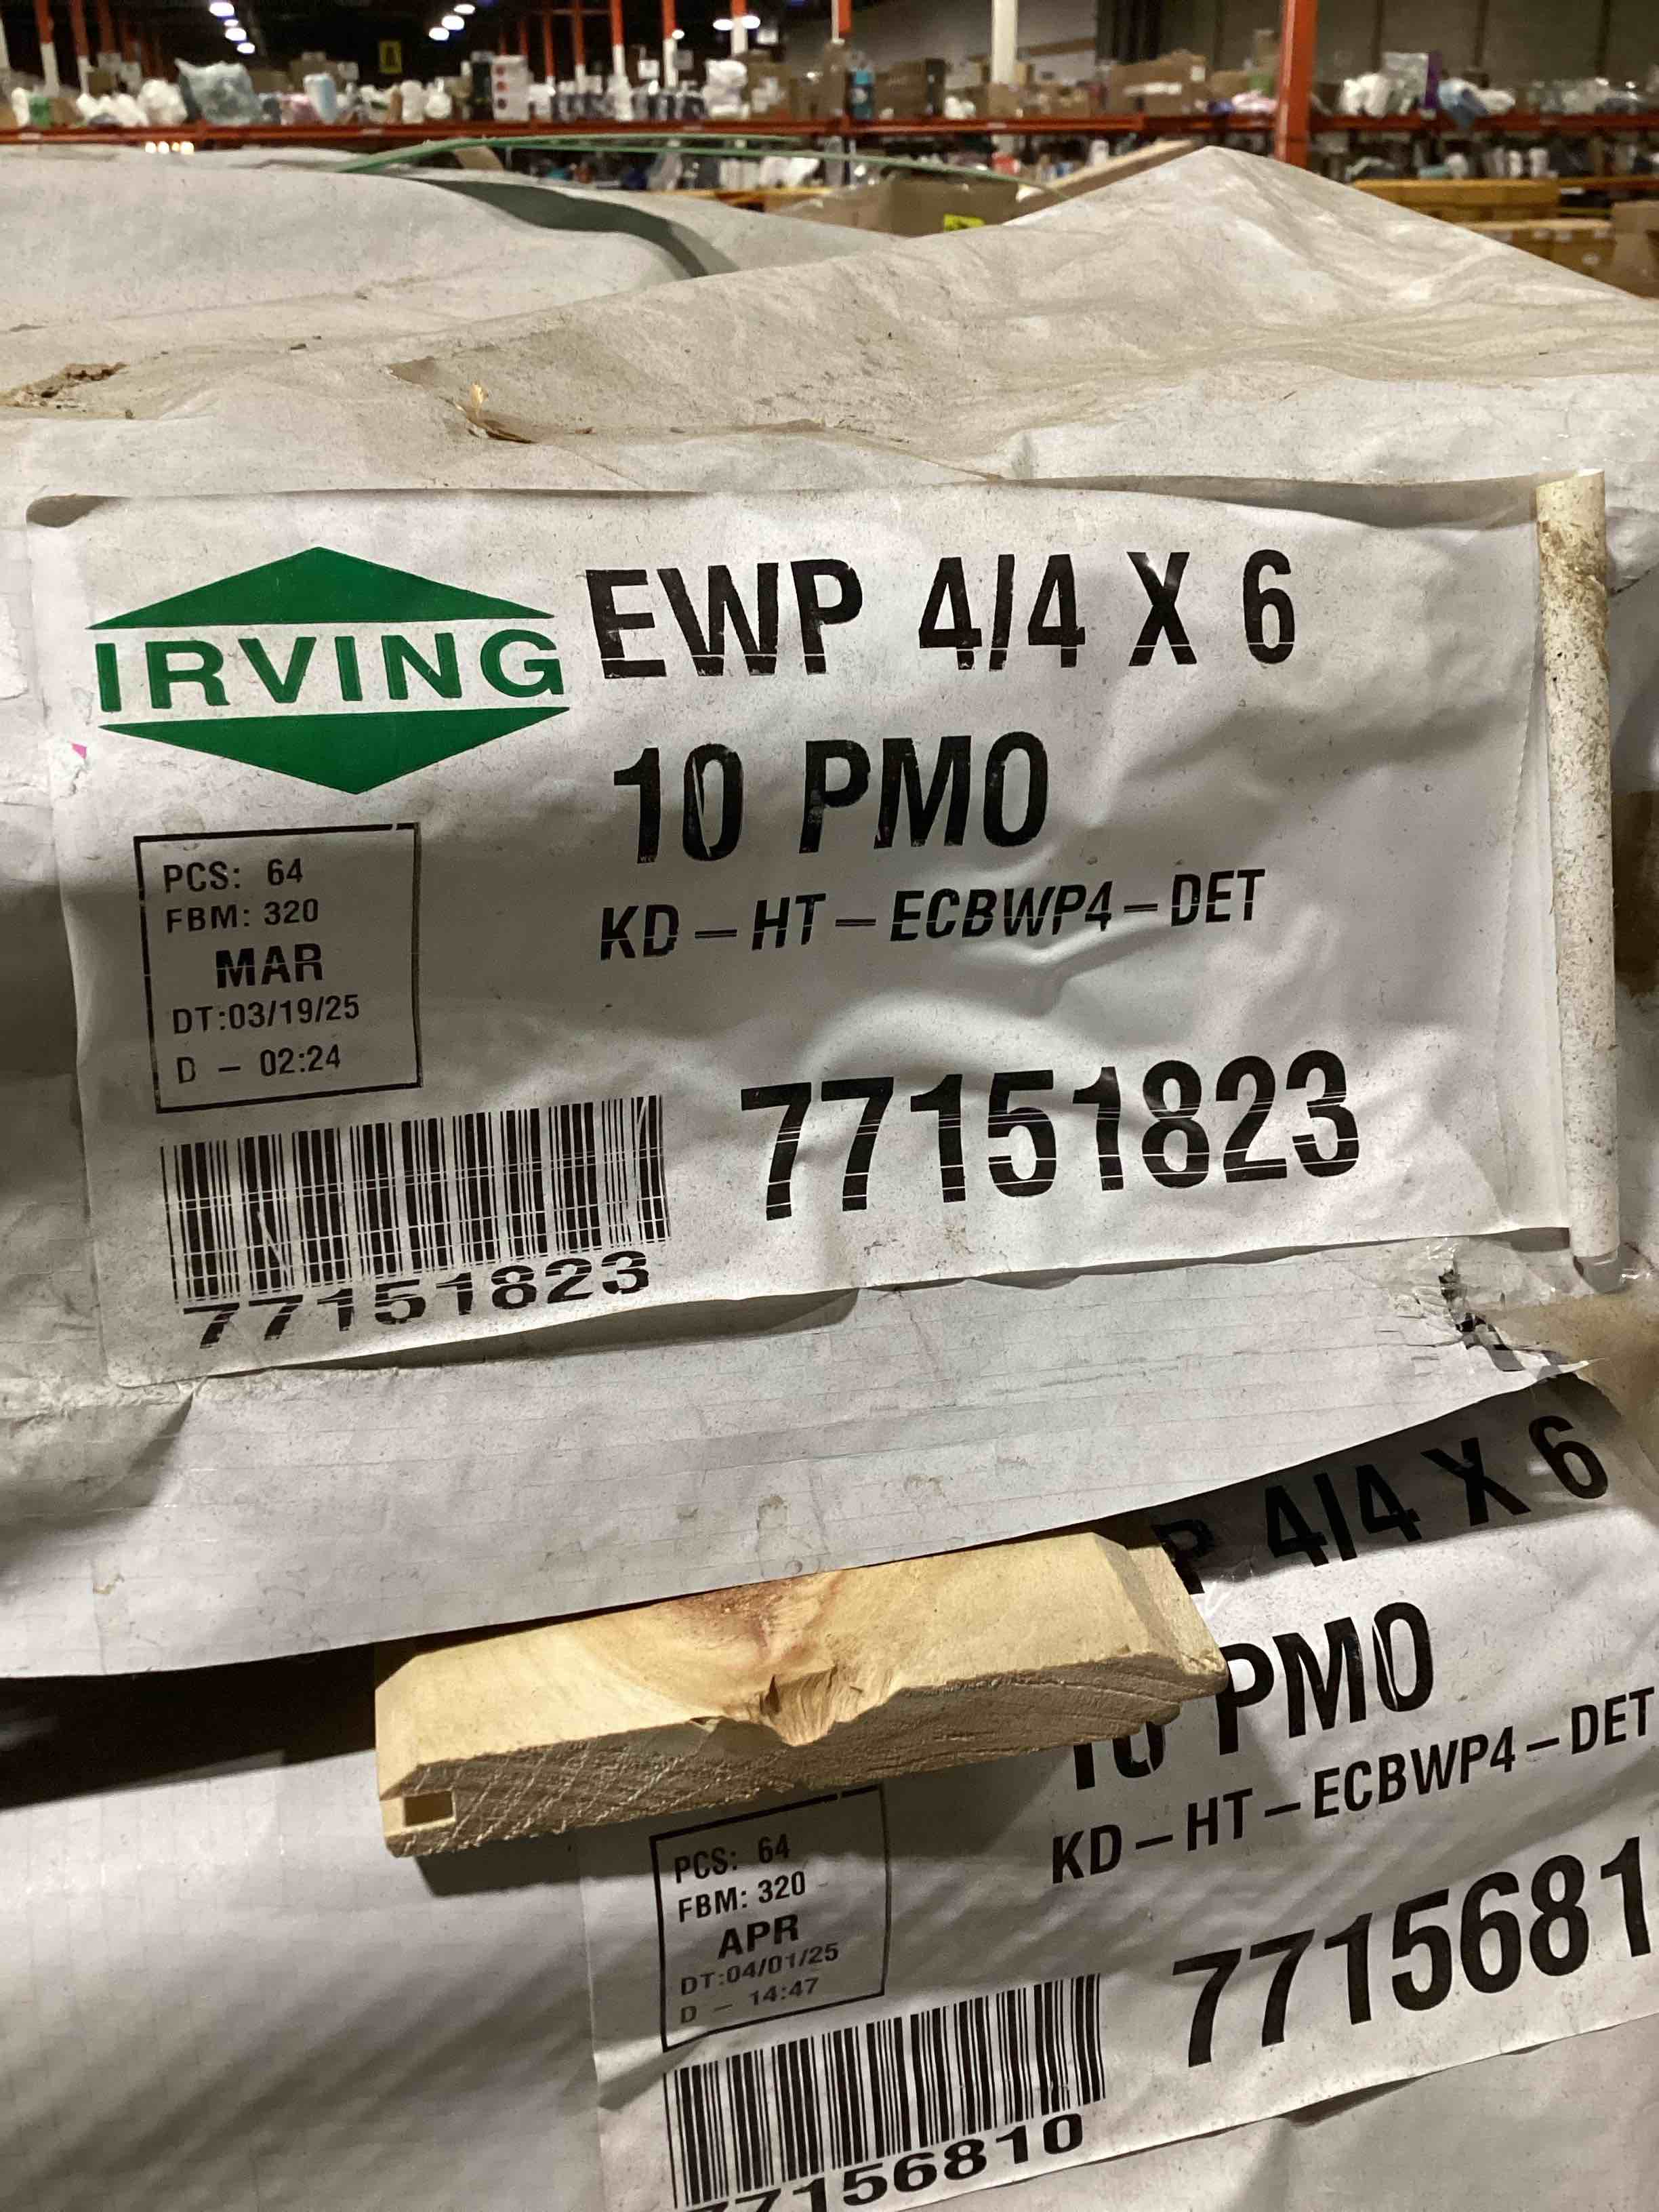 IRVING
EWP 4/4 X 6
10 PMO
KD-HT-ECBWP4-DET
PCS: 64
FBM: 320
MAR
DT:03/19/25
D - 02:24
77151823
77151823
P 4/4 X 6
10 PMO
KD-HT-ECBWP4-DET
PCS: 64
FBM: 320
APR
DT:04/01/25
D - 14:47
7715681
77156810